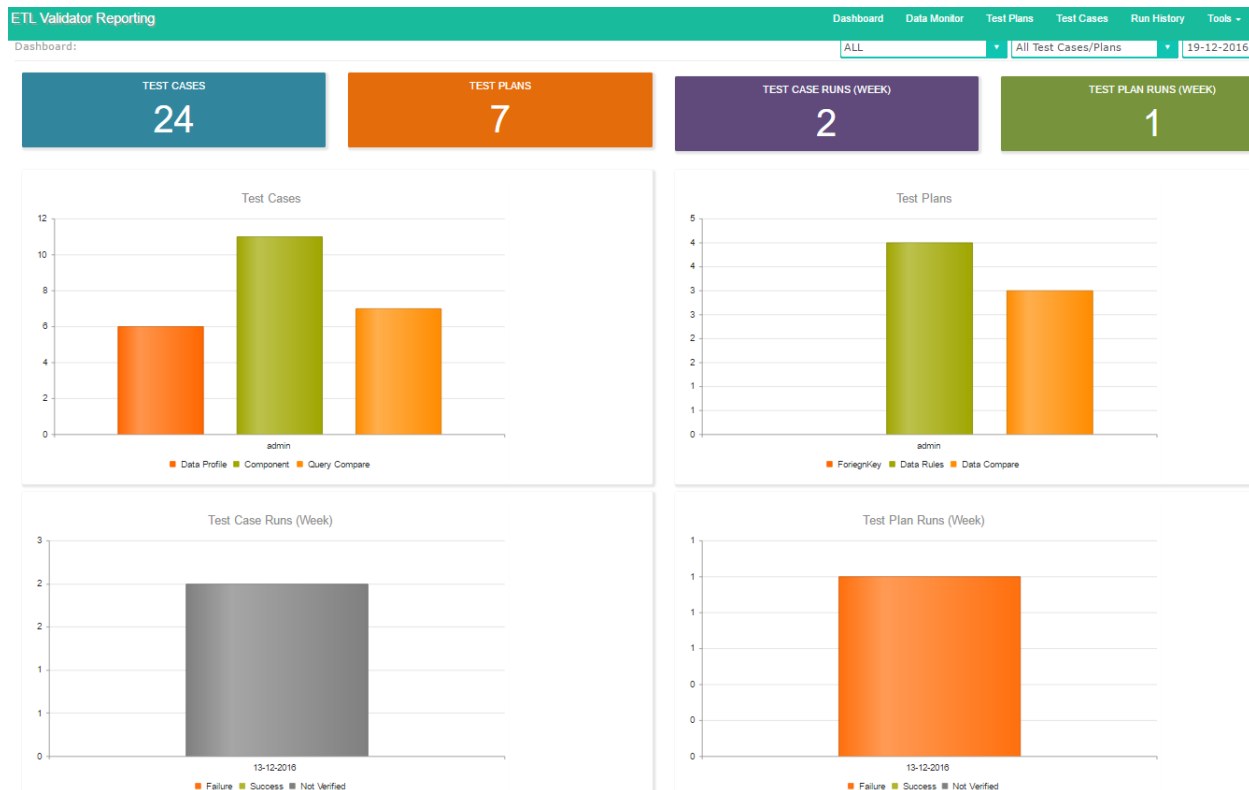 ETL Validator Reporting
Dashboard Data Monitor Test Plans Test Cases Run History Tools
Dashboard:
ALL
All Test Cases/Plans
19-12-2016
TEST CASES
24
TEST PLANS
7
TEST CASE RUNS (WEEK)
2
TEST PLAN RUNS (WEEK)
1
Test Cases
12
10
8
6
4
2
0
admin
Data Profile Component Query Compare
Test Plans
5
4
4
3
3
2
2
1
1
0
admin
ForiegnKey Data Rules Data Compare
Test Case Runs (Week)
3
2
2
1
1
0
13-12-2016
Failure Success Not Verified
Test Plan Runs (Week)
1
1
1
1
0
0
0
13-12-2016
Failure Success Not Verified